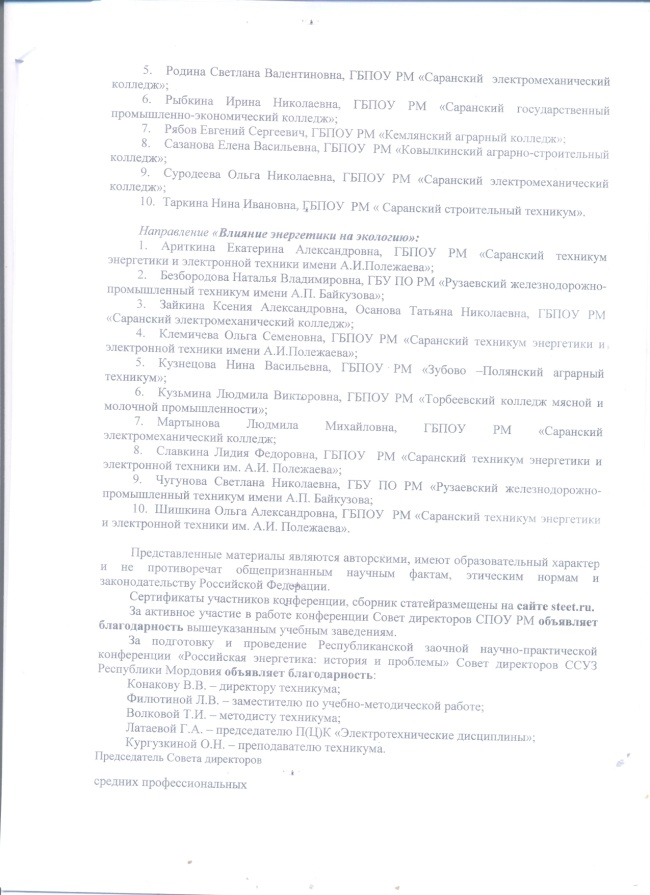 5. Родина Светлана Валентиновна, ГБПОУ РМ «Саранский электромеханический
колледж»;
6. Рыбкина Ирина Николаевна, ГБПОУ РМ «Саранский государственный
промышленно-экономический колледж»;
7. Рябов Евгений Сергеевич, ГБПОУ РМ «Кемлянский аграрный колледж»;
8. Сазанова Елена Васильевна, ГБПОУ РМ «Ковылкинский аграрно-строительный
колледж»;
9. Суродеева Ольга Николаевна, ГБПОУ РМ «Саранский электромеханический
колледж»;
10. Таркина Нина Ивановна, ГБПОУ РМ « Саранский строительный техникум».
Направление «Влияние энергетики на экологию»:
1. Ариткина Екатерина Александровна, ГБПОУ РМ «Саранский техникум
энергетики и электронной техники имени А.И.Полежаева»;
2. Безбородова Наталья Владимировна, ГБУ ПО РМ «Рузаевский железнодорожно-
промышленный техникум имени А.П. Байкузова»;
3. Зайкина Ксения Александровна, Осанова Татьяна Николаевна, ГБПОУ РМ
«Саранский электромеханический колледж»;
4. Клемичева Ольга Семеновна, ГБПОУ РМ «Саранский техникум энергетики и
электронной техники имени А.И.Полежаева»;
5. Кузнецова Нина Васильевна, ГБПОУ РМ «Зубово –Полянский аграрный
техникум»;
6. Кузьмина Людмила Викторовна, ГБПОУ РМ «Торбеевский колледж мясной и
молочной промышленности»;
7. Мартынова Людмила Михайловна, ГБПОУ РМ «Саранский
электромеханический колледж;
8. Славкина Лидия Федоровна, ГБПОУ РМ «Саранский техникум энергетики и
электронной техники им. А.И. Полежаева»;
9. Чугунова Светлана Николаевна, ГБУ ПО РМ «Рузаевский железнодорожно-
промышленный техникум имени А.П. Байкузова;
10. Шишкина Ольга Александровна, ГБПОУ РМ «Саранский техникум энергетики
и электронной техники им. А.И. Полежаева».
Представленные материалы являются авторскими, имеют образовательный характер
и не противоречат общепризнанным научным фактам, этическим нормам и
законодательству Российской Федерации.
Сертификаты участников конференции, сборник статейразмещены на сайте steet.ru.
За активное участие в работе конференции Совет директоров СПОУ РМ объявляет
благодарность вышеуказанным учебным заведениям.
За подготовку и проведение Республиканской заочной научно-практической
конференции «Российская энергетика: история и проблемы» Совет директоров ССУЗ
Республики Мордовия объявляет благодарность:
Конакову В.В. – директору техникума;
Филютиной Л.В. – заместителю по учебно-методической работе;
Волковой Т.И. – методисту техникума;
Латаевой Г.А. – председателю П(Ц)К «Электротехнические дисциплины»;
Кургузкиной О.Н. – преподавателю техникума.
Председатель Совета директоров
средних профессиональных